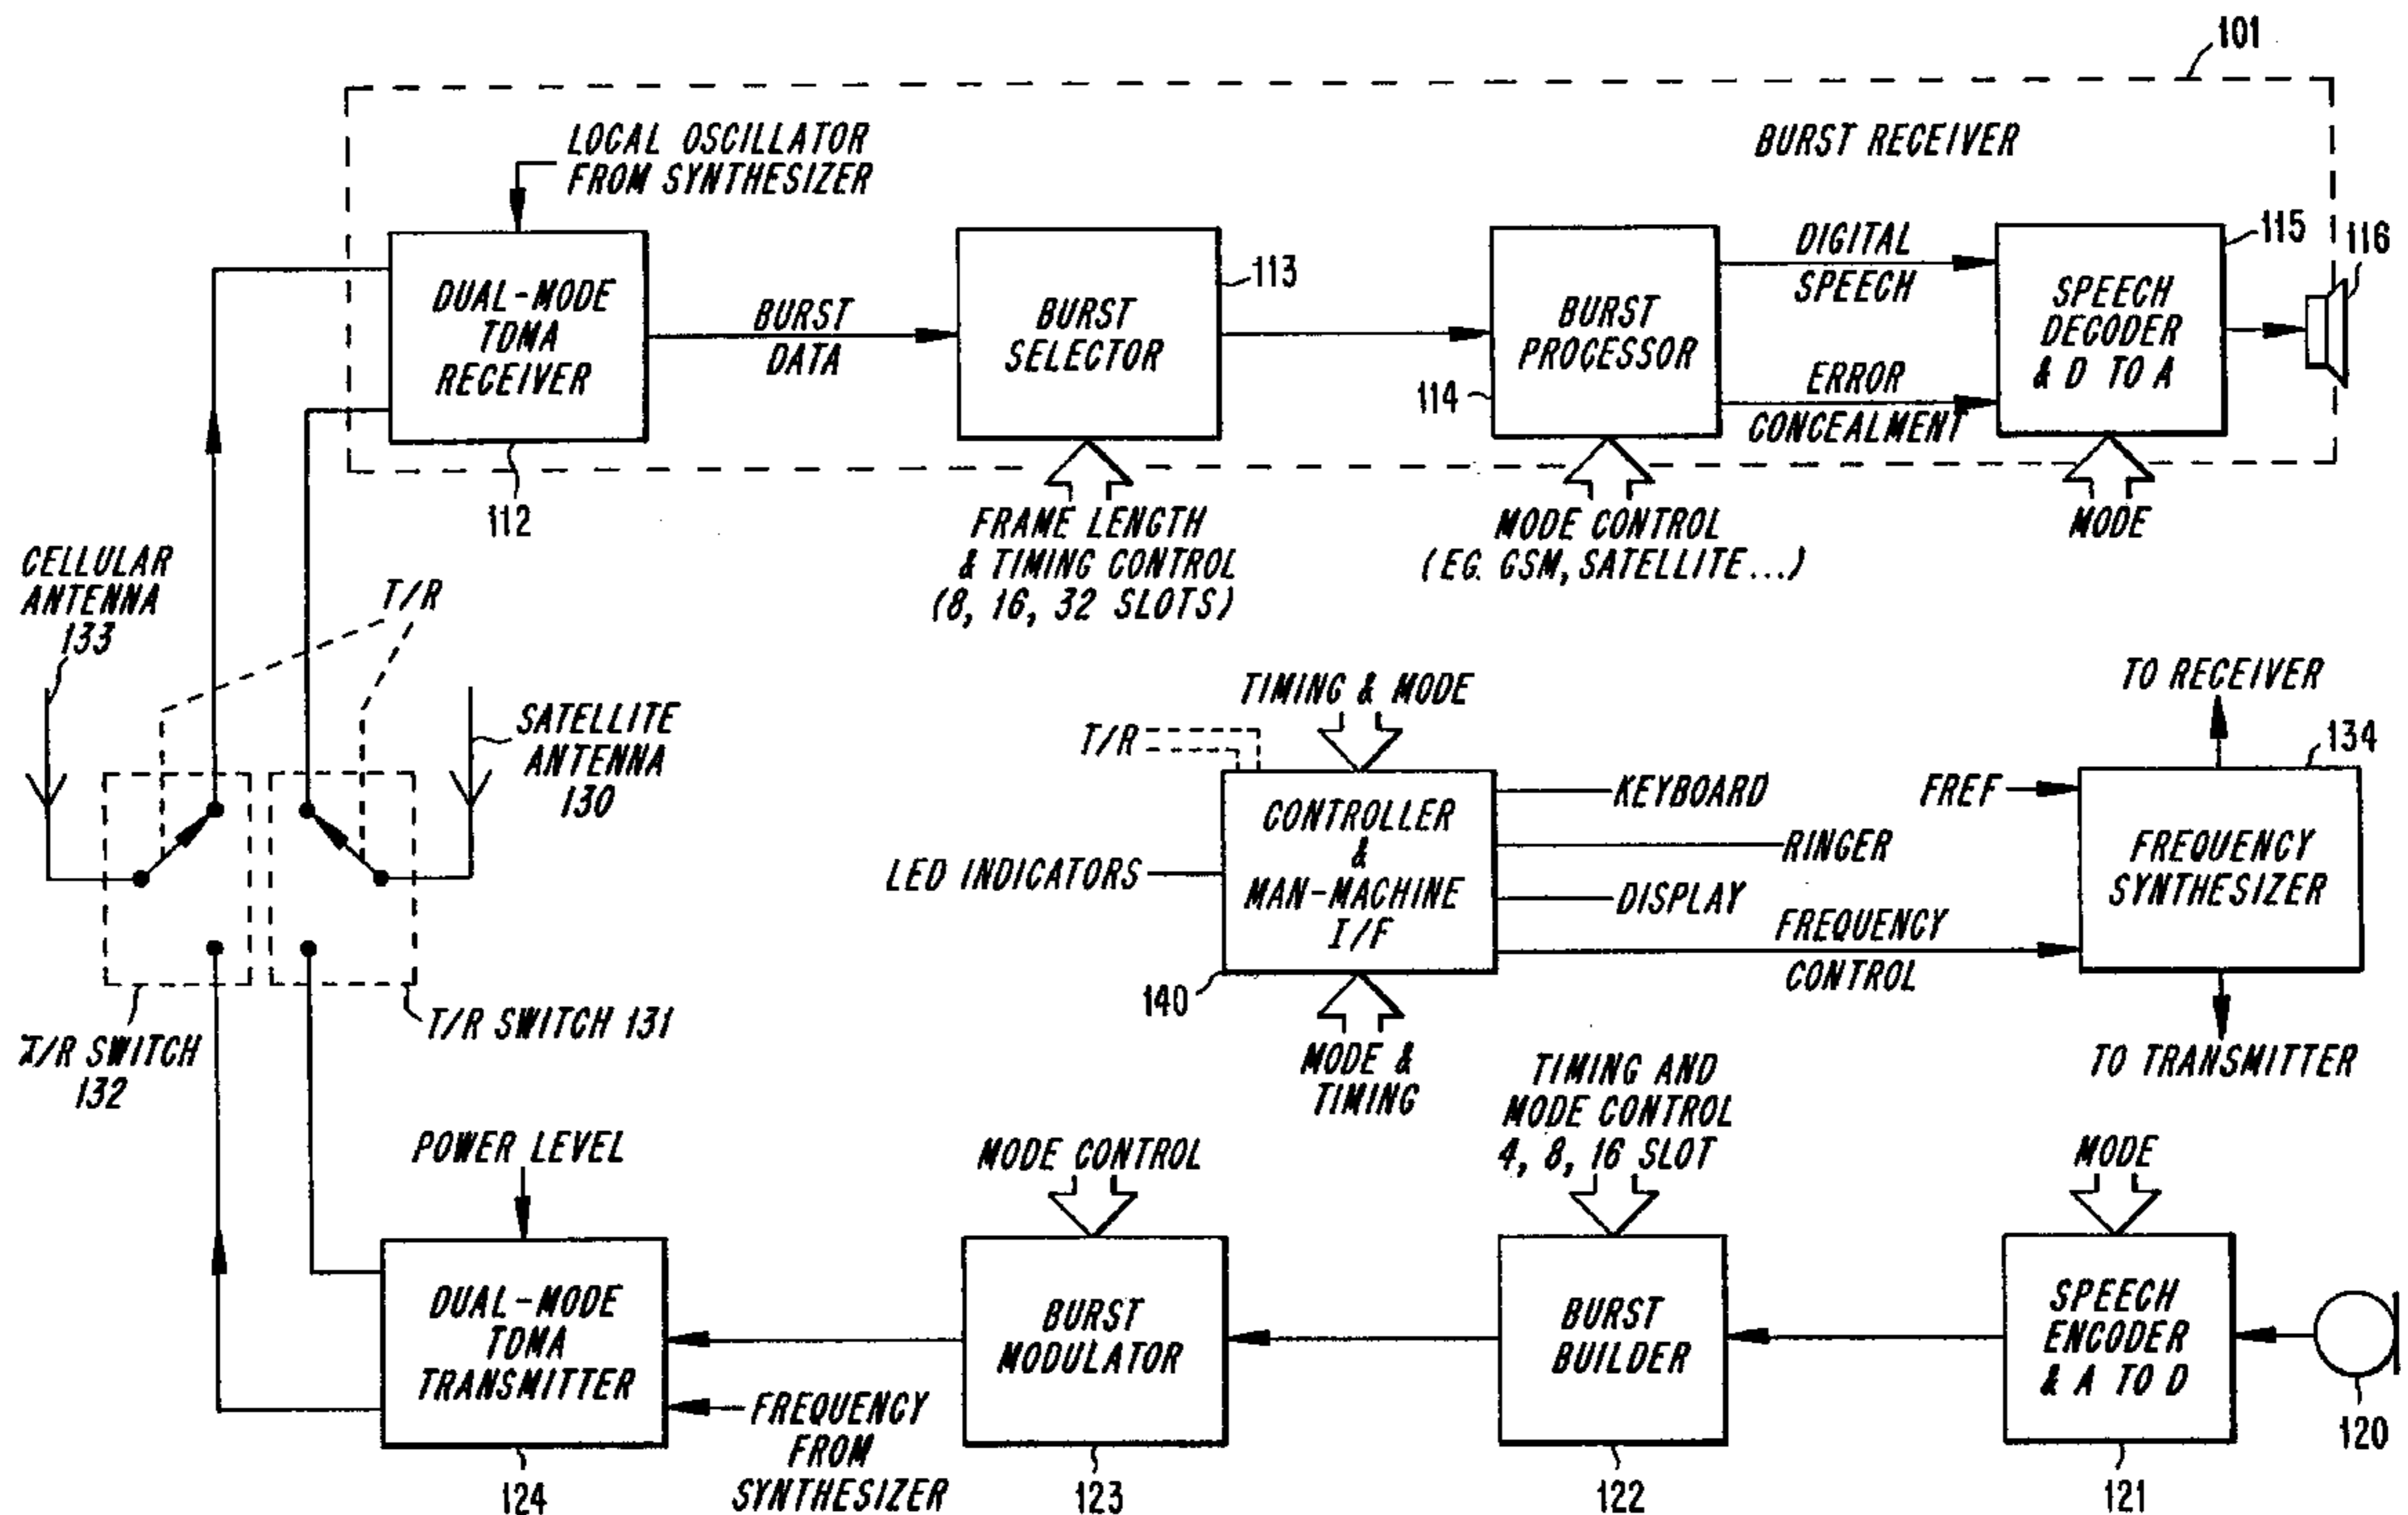 101
LOCAL OSCILLATOR
FROM SYNTHESIZER
BURST RECEIVER
DUAL-MODE
TDMA
RECEIVER
112
BURST
DATA
BURST
SELECTOR
113
BURST
PROCESSOR
114
DIGITAL
SPEECH
ERROR
CONCEALMENT
SPEECH
DECODER
& D TO A
115
116
FRAME LENGTH
& TIMING CONTROL
(8, 16, 32 SLOTS)
MODE CONTROL
(EG. GSM, SATELLITE...)
MODE
CELLULAR
ANTENNA
133
T/R
SATELLITE
ANTENNA
130
T/R SWITCH 131
T/R SWITCH
132
TIMING & MODE
T/R
CONTROLLER
&
MAN-MACHINE
I/F
140
LED INDICATORS
KEYBOARD
RINGER
DISPLAY
FREQUENCY
CONTROL
MODE &
TIMING
TO RECEIVER
134
FREF
FREQUENCY
SYNTHESIZER
TO TRANSMITTER
POWER LEVEL
DUAL-MODE
TDMA
TRANSMITTER
124
FREQUENCY
FROM
SYNTHESIZER
MODE CONTROL
BURST
MODULATOR
123
TIMING AND
MODE CONTROL
4, 8, 16 SLOT
BURST
BUILDER
122
MODE
SPEECH
ENCODER
& A TO D
121
120